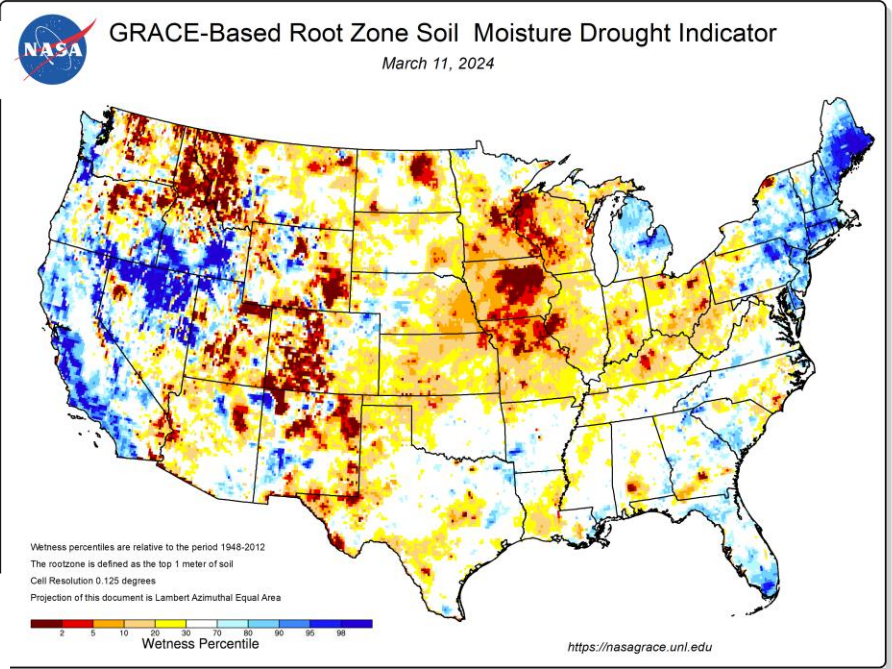 NASA
GRACE-Based Root Zone Soil  Moisture Drought Indicator
March 11, 2024
Wetness percentiles are relative to the period 1948-2012
The rootzone is defined as the top 1 meter of soil
Cell Resolution 0.125 degrees
Projection of this document is Lambert Azimuthal Equal Area
2 5 10 20 30 70 80 90 95 98
Wetness Percentile
https://nasagrace.unl.edu